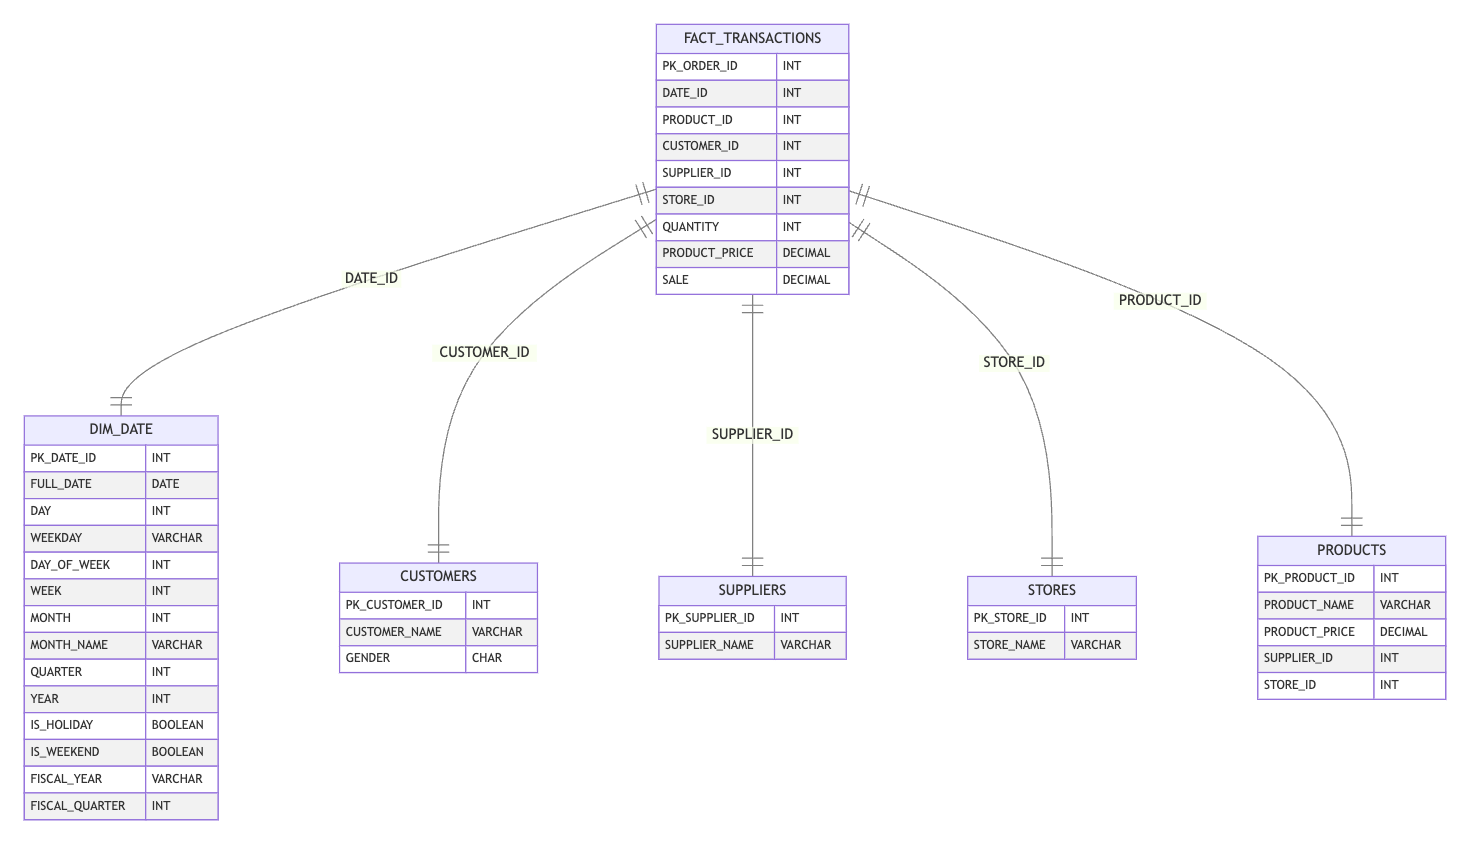 FACT_TRANSACTIONS
PK_ORDER_ID INT
DATE_ID INT
PRODUCT_ID INT
CUSTOMER_ID INT
SUPPLIER_ID INT
STORE_ID INT
QUANTITY INT
PRODUCT_PRICE DECIMAL
SALE DECIMAL
DATE_ID
CUSTOMER_ID
SUPPLIER_ID
STORE_ID
PRODUCT_ID
DIM_DATE
PK_DATE_ID INT
FULL_DATE DATE
DAY INT
WEEKDAY VARCHAR
DAY_OF_WEEK INT
WEEK INT
MONTH INT
MONTH_NAME VARCHAR
QUARTER INT
YEAR INT
IS_HOLIDAY BOOLEAN
IS_WEEKEND BOOLEAN
FISCAL_YEAR VARCHAR
FISCAL_QUARTER INT
CUSTOMERS
PK_CUSTOMER_ID INT
CUSTOMER_NAME VARCHAR
GENDER CHAR
SUPPLIERS
PK_SUPPLIER_ID INT
SUPPLIER_NAME VARCHAR
STORES
PK_STORE_ID INT
STORE_NAME VARCHAR
PRODUCTS
PK_PRODUCT_ID INT
PRODUCT_NAME VARCHAR
PRODUCT_PRICE DECIMAL
SUPPLIER_ID INT
STORE_ID INT